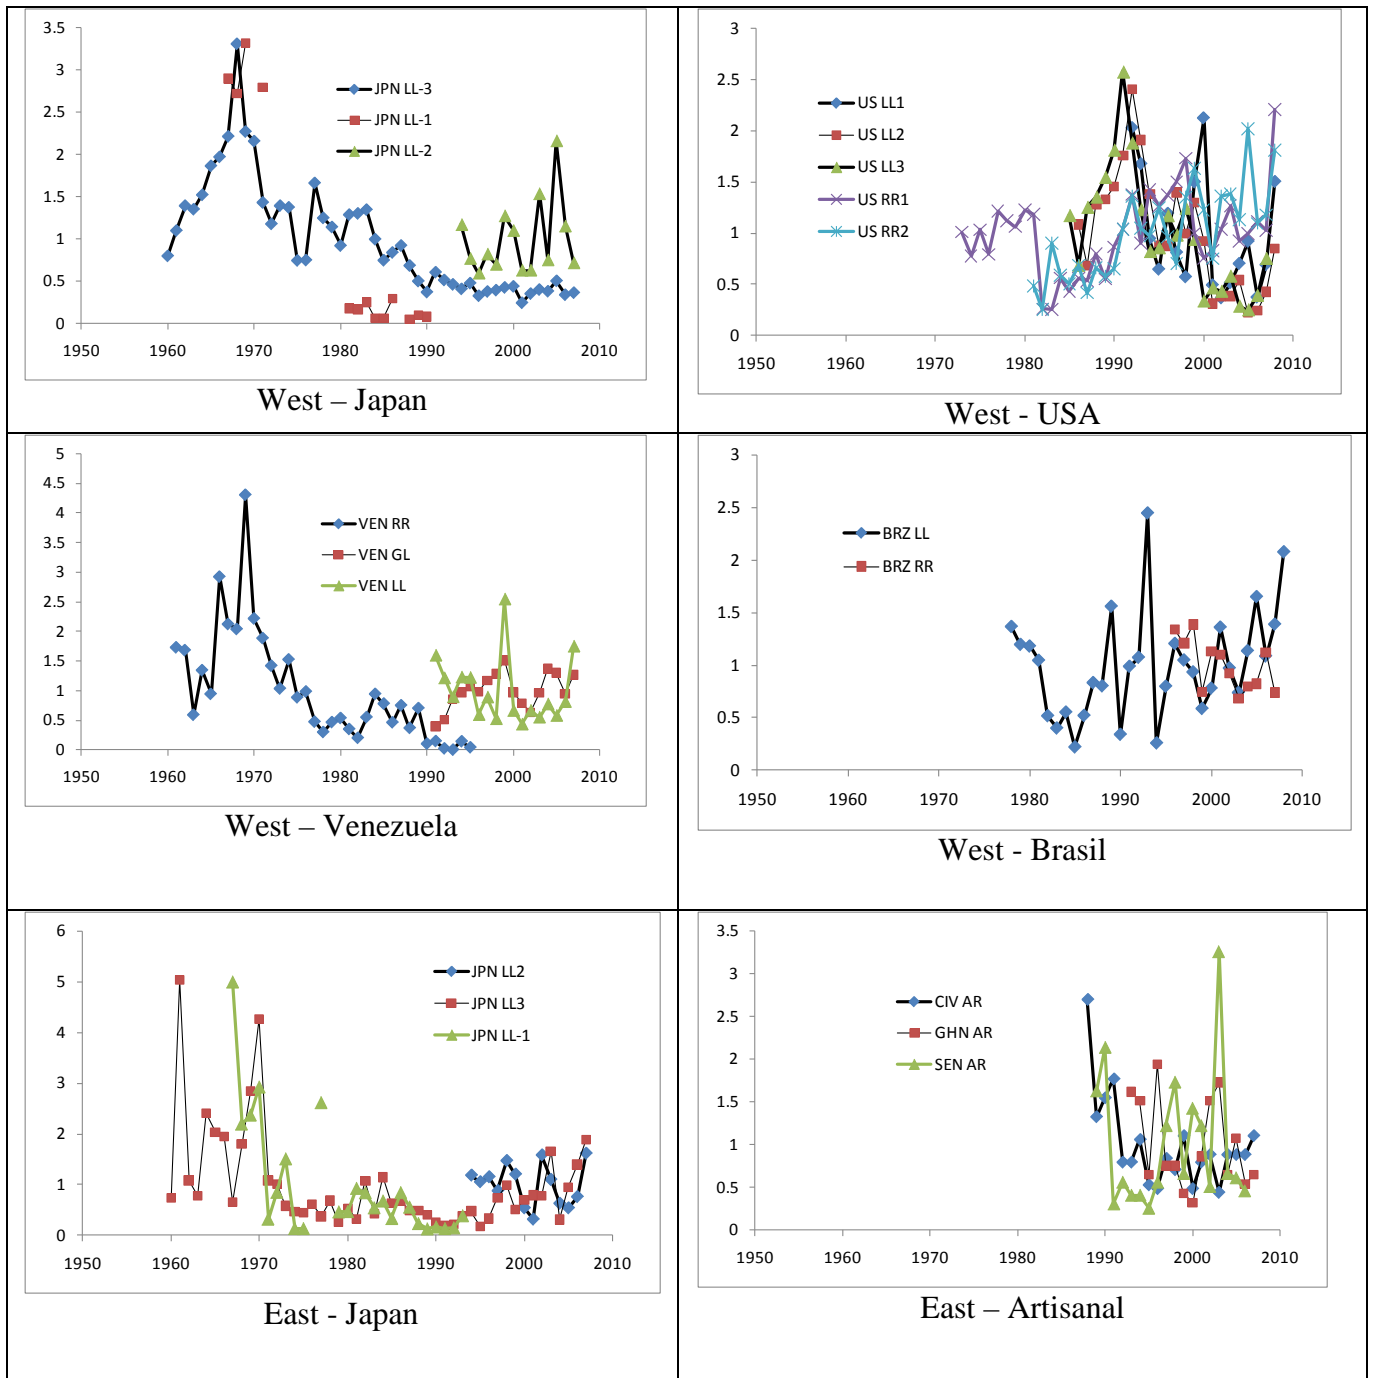 3.5
3
2.5
2
1.5
1
0.5
0
1950 1960 1970 1980 1990 2000 2010
JPN LL-3
JPN LL-1
JPN LL-2
West – Japan
3
2.5
2
1.5
1
0.5
0
1950 1960 1970 1980 1990 2000 2010
US LL1
US LL2
US LL3
US RR1
US RR2
West - USA
5
4.5
4
3.5
3
2.5
2
1.5
1
0.5
0
1950 1960 1970 1980 1990 2000 2010
VEN RR
VEN GL
VEN LL
West – Venezuela
3
2.5
2
1.5
1
0.5
0
1950 1960 1970 1980 1990 2000 2010
BRZ LL
BRZ RR
West - Brasil
6
5
4
3
2
1
0
1950 1960 1970 1980 1990 2000 2010
JPN LL2
JPN LL3
JPN LL-1
East - Japan
3.5
3
2.5
2
1.5
1
0.5
0
1950 1960 1970 1980 1990 2000 2010
CIV AR
GHN AR
SEN AR
East – Artisanal